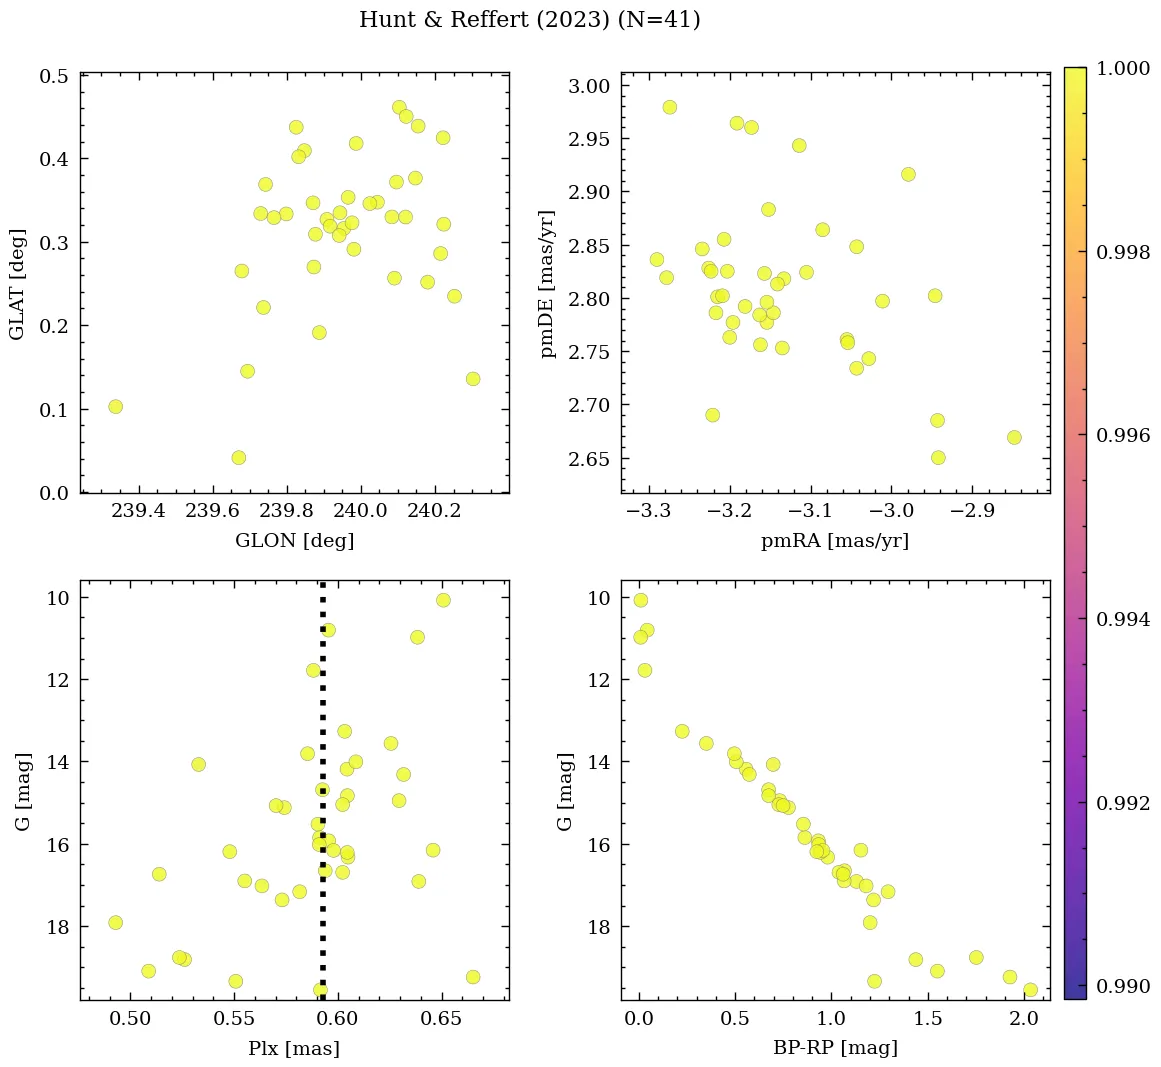 Hunt & Reffert (2023) (N=41)
0.5
0.4
0.3
0.2
0.1
0.0
GLAT [deg]
239.4 239.6 239.8 240.0 240.2
GLON [deg]
3.00
2.95
2.90
2.85
2.80
2.75
2.70
2.65
pmDE [mas/yr]
−3.3 −3.2 −3.1 −3.0 −2.9
pmRA [mas/yr]
10
12
14
16
18
G [mag]
0.50 0.55 0.60 0.65
Plx [mas]
10
12
14
16
18
G [mag]
0.0 0.5 1.0 1.5 2.0
BP-RP [mag]
1.000
0.998
0.996
0.994
0.992
0.990